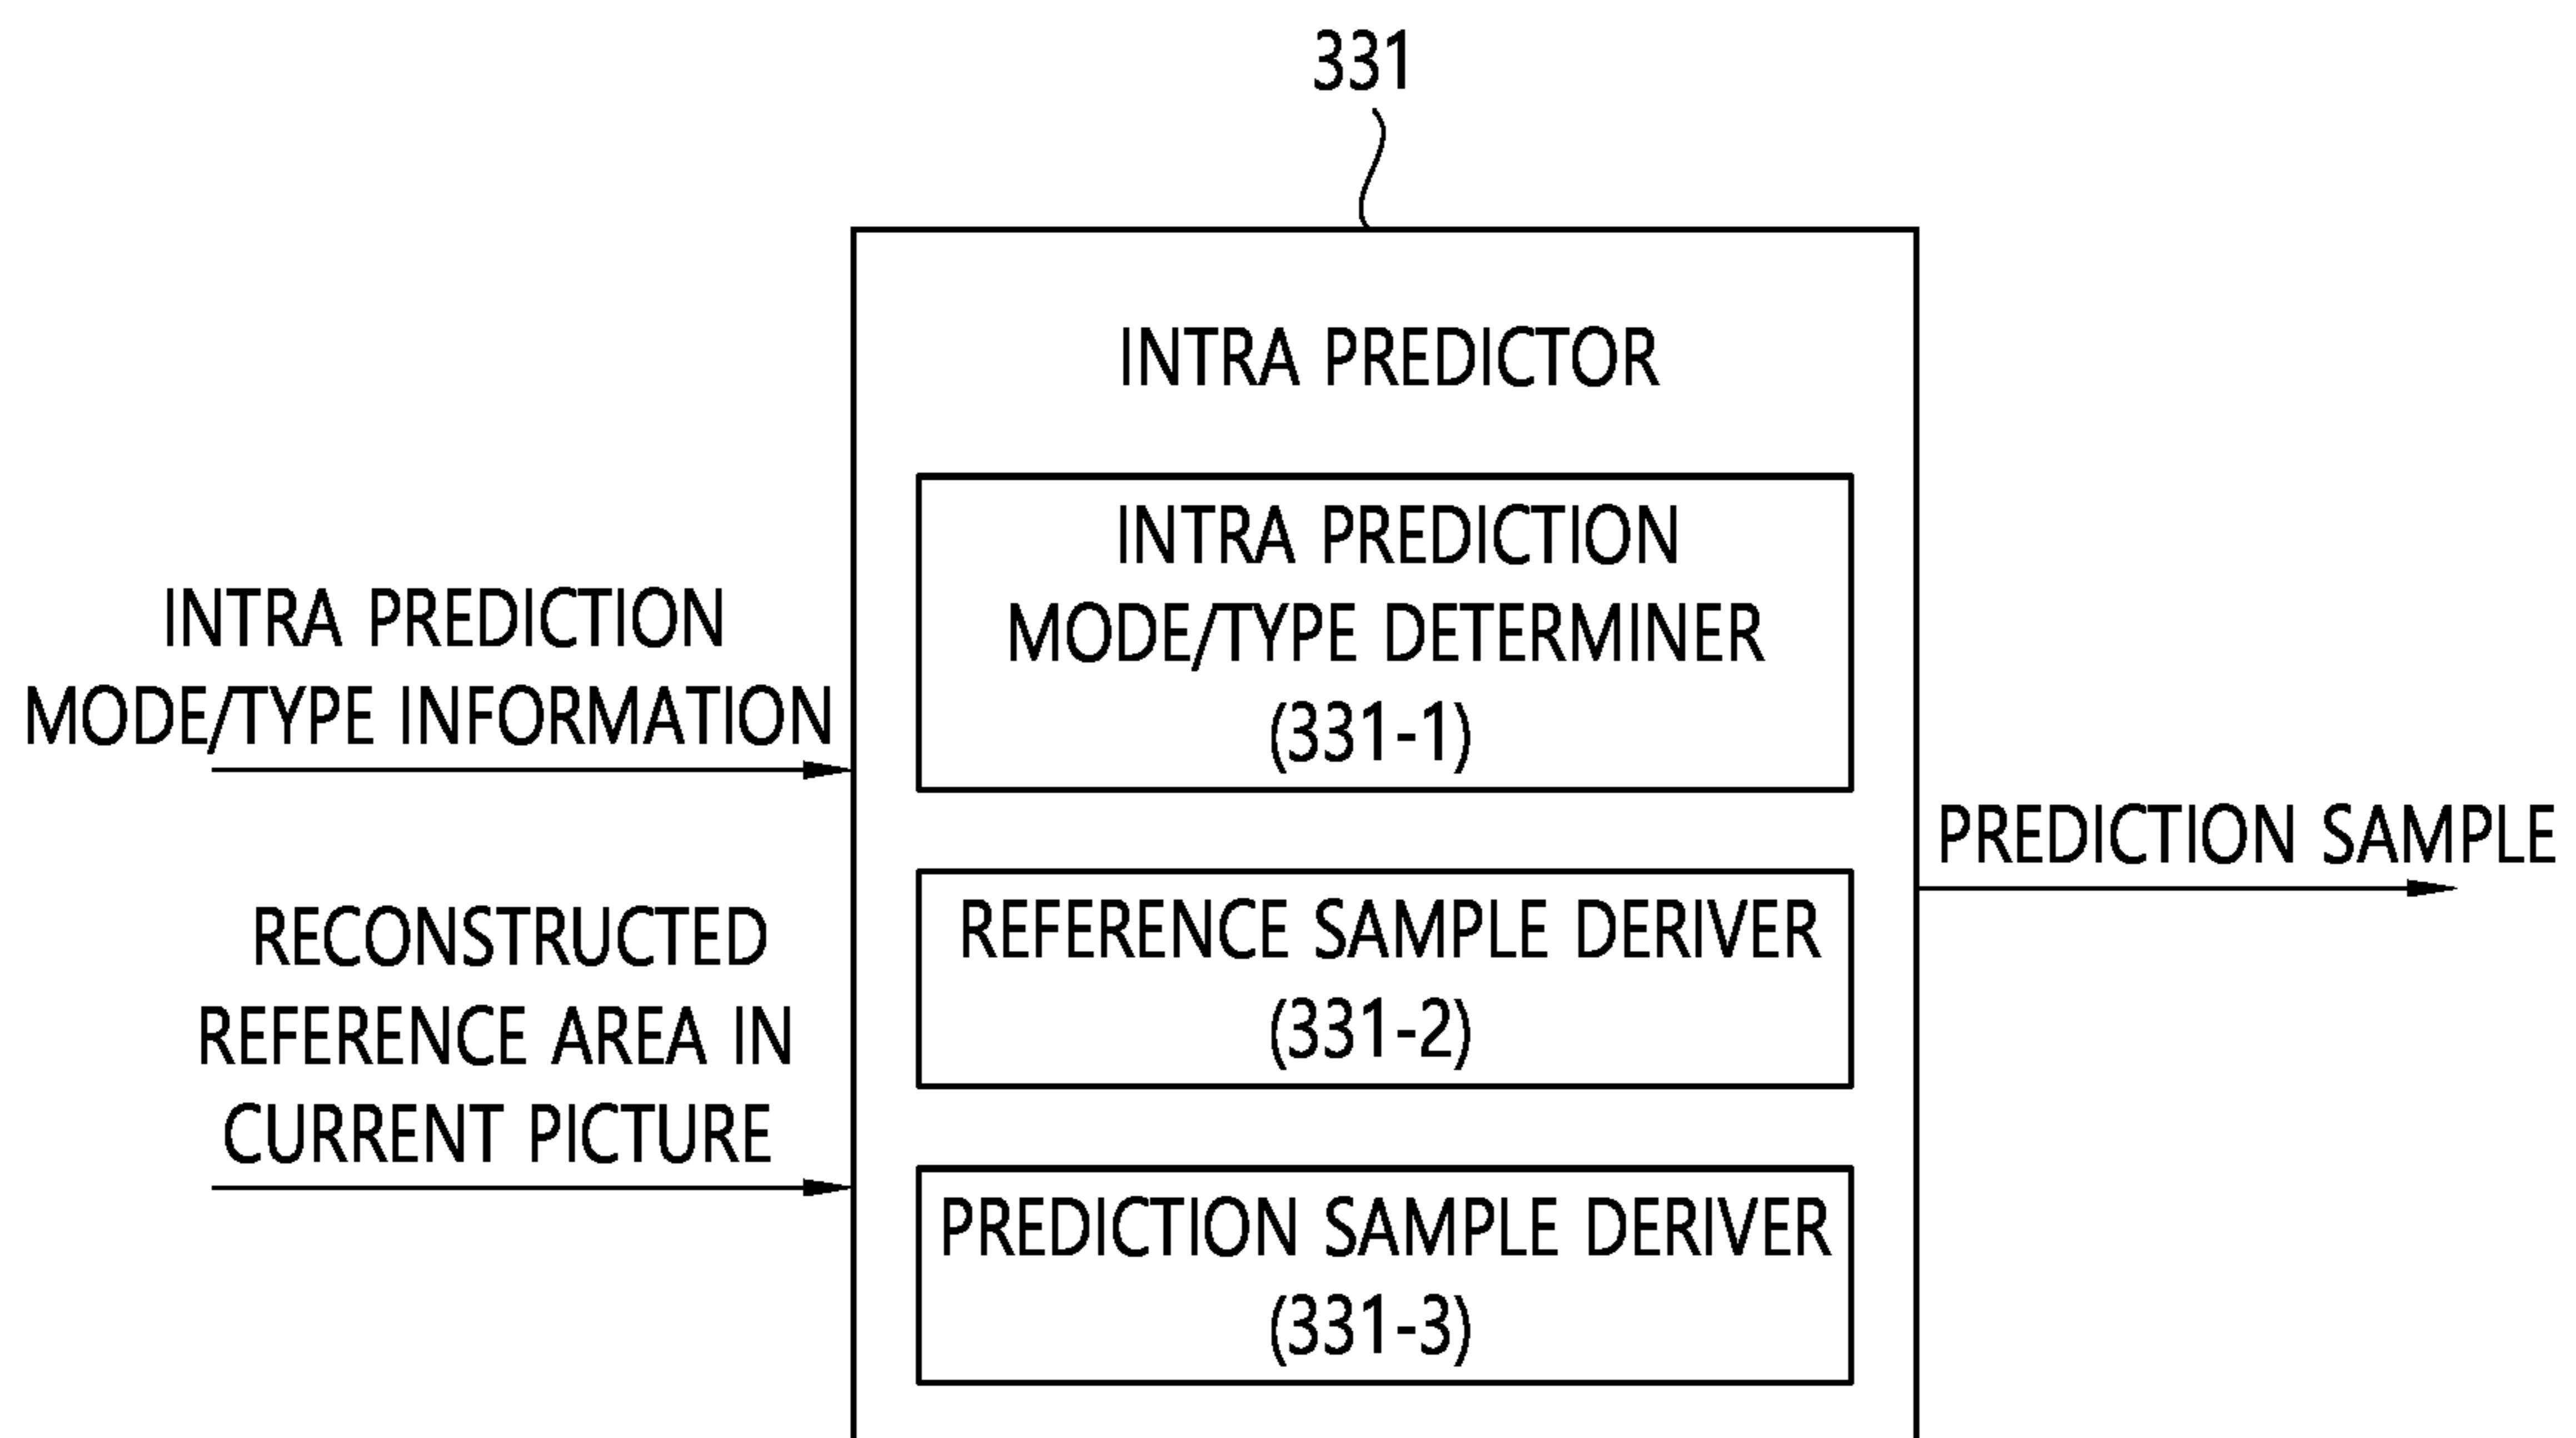 331
INTRA PREDICTOR
INTRA PREDICTION
MODE/TYPE DETERMINER
(331-1)
INTRA PREDICTION
MODE/TYPE INFORMATION
PREDICTION SAMPLE
REFERENCE SAMPLE DERIVER
(331-2)
RECONSTRUCTED
REFERENCE AREA IN
CURRENT PICTURE
PREDICTION SAMPLE DERIVER
(331-3)